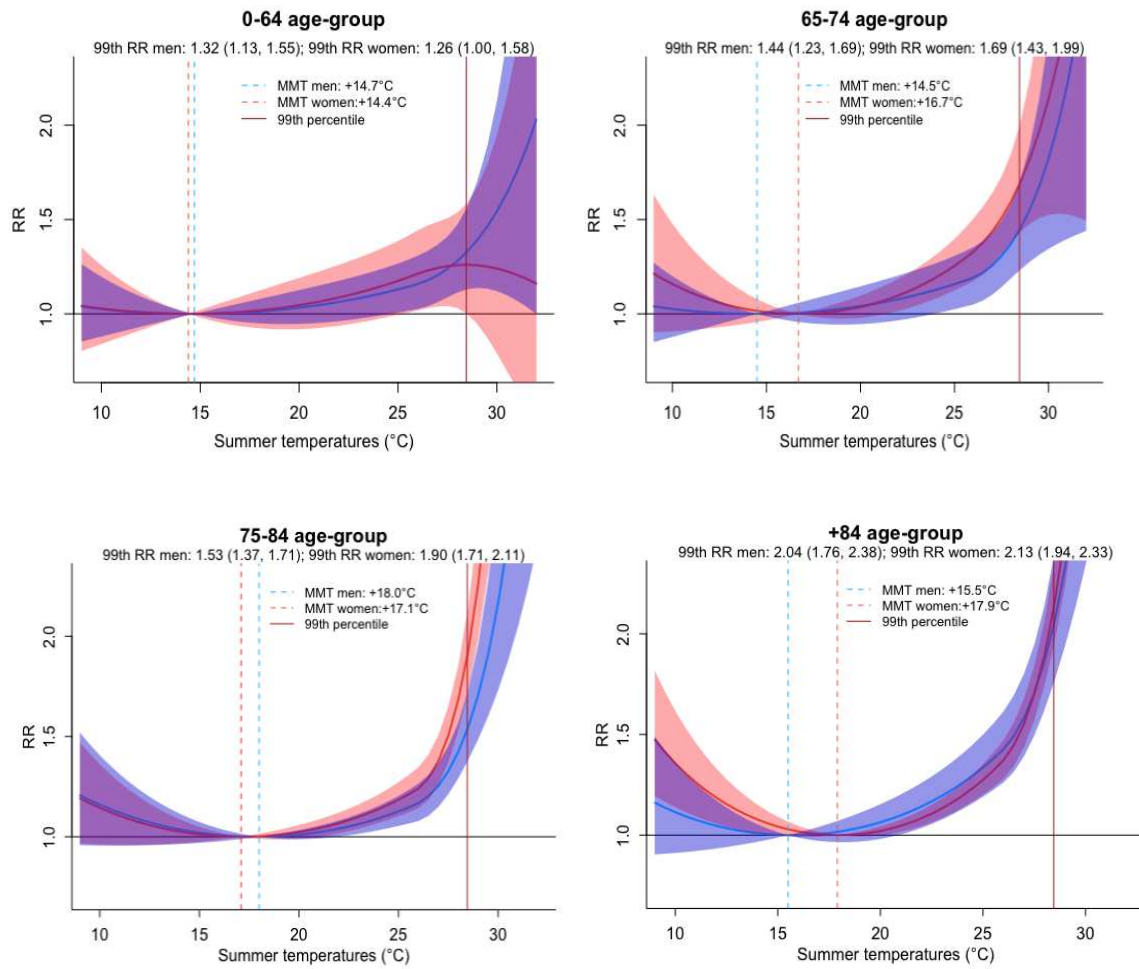 0-64 age-group
99th RR men: 1.32 (1.13, 1.55); 99th RR women: 1.26 (1.00, 1.58)
MMT men: +14.7°C
MMT women:+14.4°C
99th percentile
RR
1.0
1.5
2.0
10 15 20 25 30
Summer temperatures (°C)
65-74 age-group
99th RR men: 1.44 (1.23, 1.69); 99th RR women: 1.69 (1.43, 1.99)
MMT men: +14.5°C
MMT women:+16.7°C
99th percentile
RR
1.0
1.5
2.0
10 15 20 25 30
Summer temperatures (°C)
75-84 age-group
99th RR men: 1.53 (1.37, 1.71); 99th RR women: 1.90 (1.71, 2.11)
MMT men: +18.0°C
MMT women:+17.1°C
99th percentile
RR
1.0
1.5
2.0
10 15 20 25 30
Summer temperatures (°C)
+84 age-group
99th RR men: 2.04 (1.76, 2.38); 99th RR women: 2.13 (1.94, 2.33)
MMT men: +15.5°C
MMT women:+17.9°C
99th percentile
RR
1.0
1.5
2.0
10 15 20 25 30
Summer temperatures (°C)